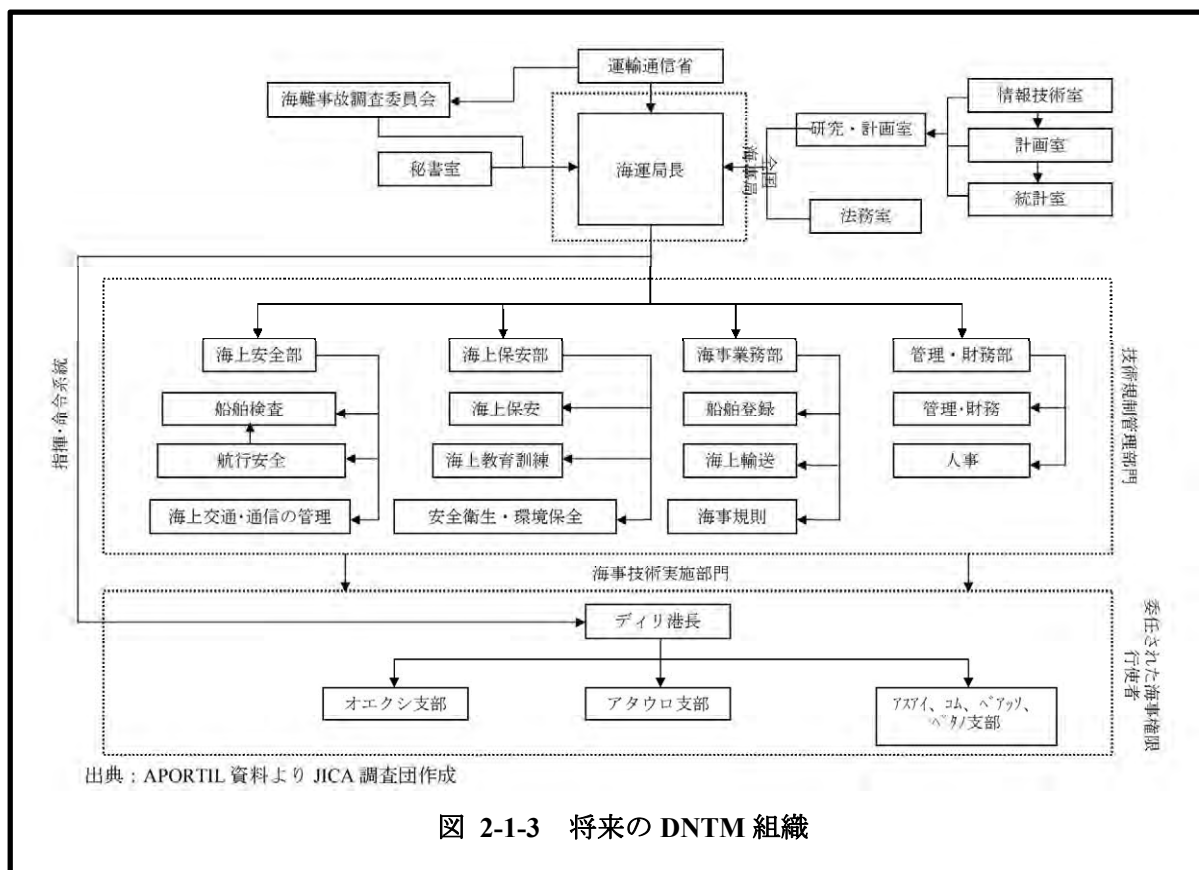 運輸通信省
海難事故調査委員会
情報技術室
研究・計画室
計画室
秘書室
海運局長
全国
海事局
統計室
法務室
指揮・命令系統
海上安全部
海上保安部
海事業務部
管理・財務部
技術規制管理部門
船舶検査
海上保安
船舶登録
管理・財務
航行安全
海上教育訓練
海上輸送
人事
海上交通・通信の管理
安全衛生・環境保全
海事規則
海事技術実施部門
ディリ港長
委任された海事権限
行使者
オエクシ支部
アタウロ支部
ｱｽｱｲ、ｺﾑ、ﾍﾞｱｯｿ、
ﾍﾞﾀﾉ支部
出典：APORTIL 資料より JICA 調査団作成
図 2-1-3 将来の DNTM 組織